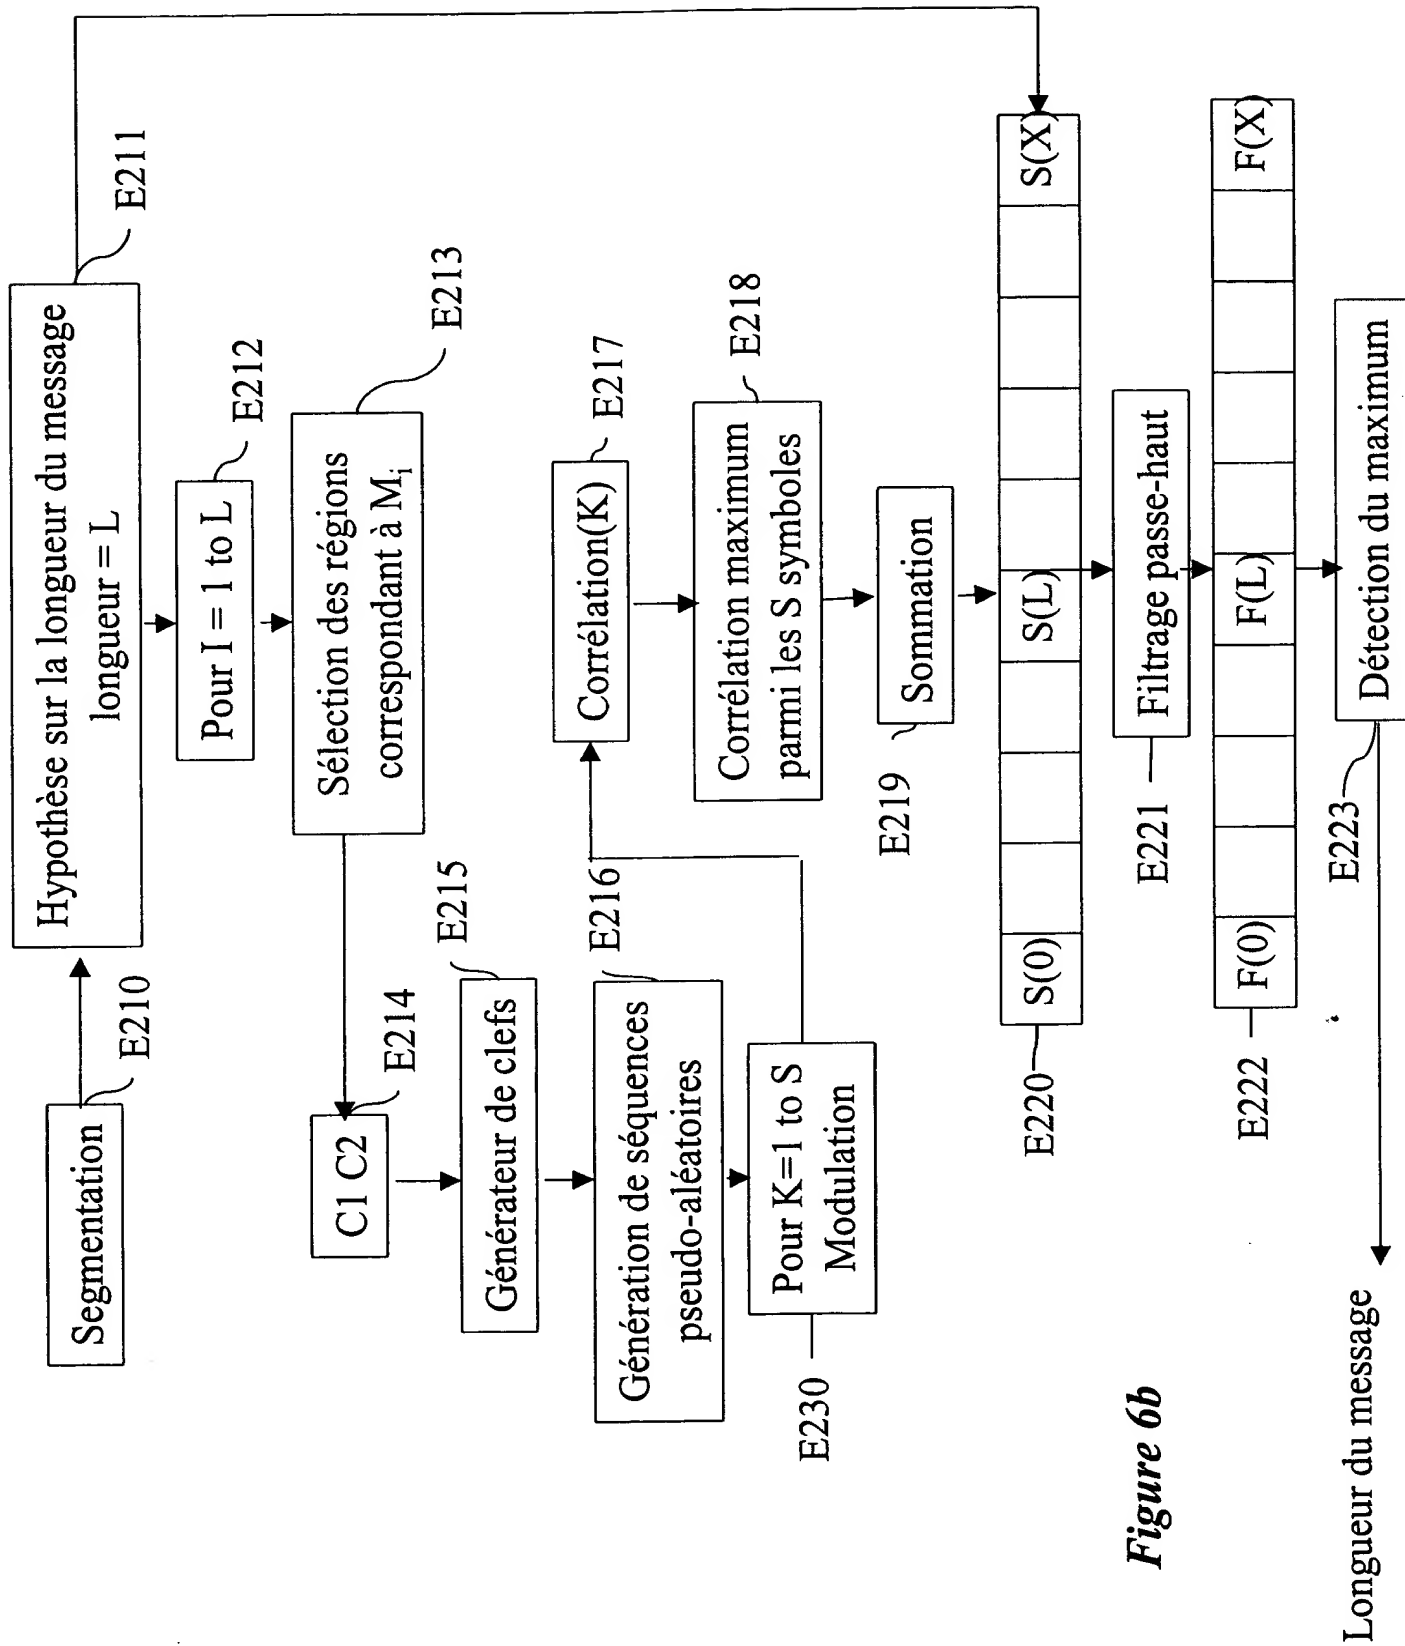 Segmentation
E210
Hypothèse sur la longueur du message
longueur = L
E211
Pour I = 1 to L
E212
Sélection des régions
correspondant à Mi
E213
C1 C2
E214
Générateur de clefs
E215
Génération de séquences
pseudo-aléatoires
E216
Pour K=1 to S
Modulation
E230
Corrélation(K)
E217
Corrélation maximum
parmi les S symboles
E218
Sommation
E219
S(0)
S(L)
S(X)
E220
Filtrage passe-haut
E221
F(0)
F(L)
F(X)
E222
Détection du maximum
E223
Longueur du message
Figure 6b